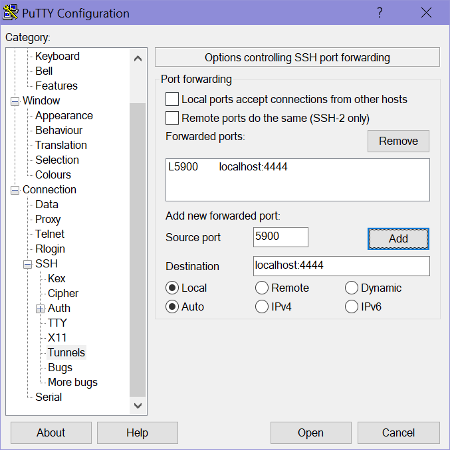 PuTTY Configuration
Category:
Keyboard
Bell
Features
Window
Appearance
Behaviour
Translation
Selection
Colours
Connection
Data
Proxy
Telnet
Rlogin
SSH
Kex
Cipher
Auth
TTY
X11
Tunnels
Bugs
More bugs
Serial
Options controlling SSH port forwarding
Port forwarding
Local ports accept connections from other hosts
Remote ports do the same (SSH-2 only)
Forwarded ports:
Remove
L5900 localhost:4444
Add new forwarded port:
Source port 5900 Add
Destination localhost:4444
Local Remote Dynamic
Auto IPv4 IPv6
About Help Open Cancel